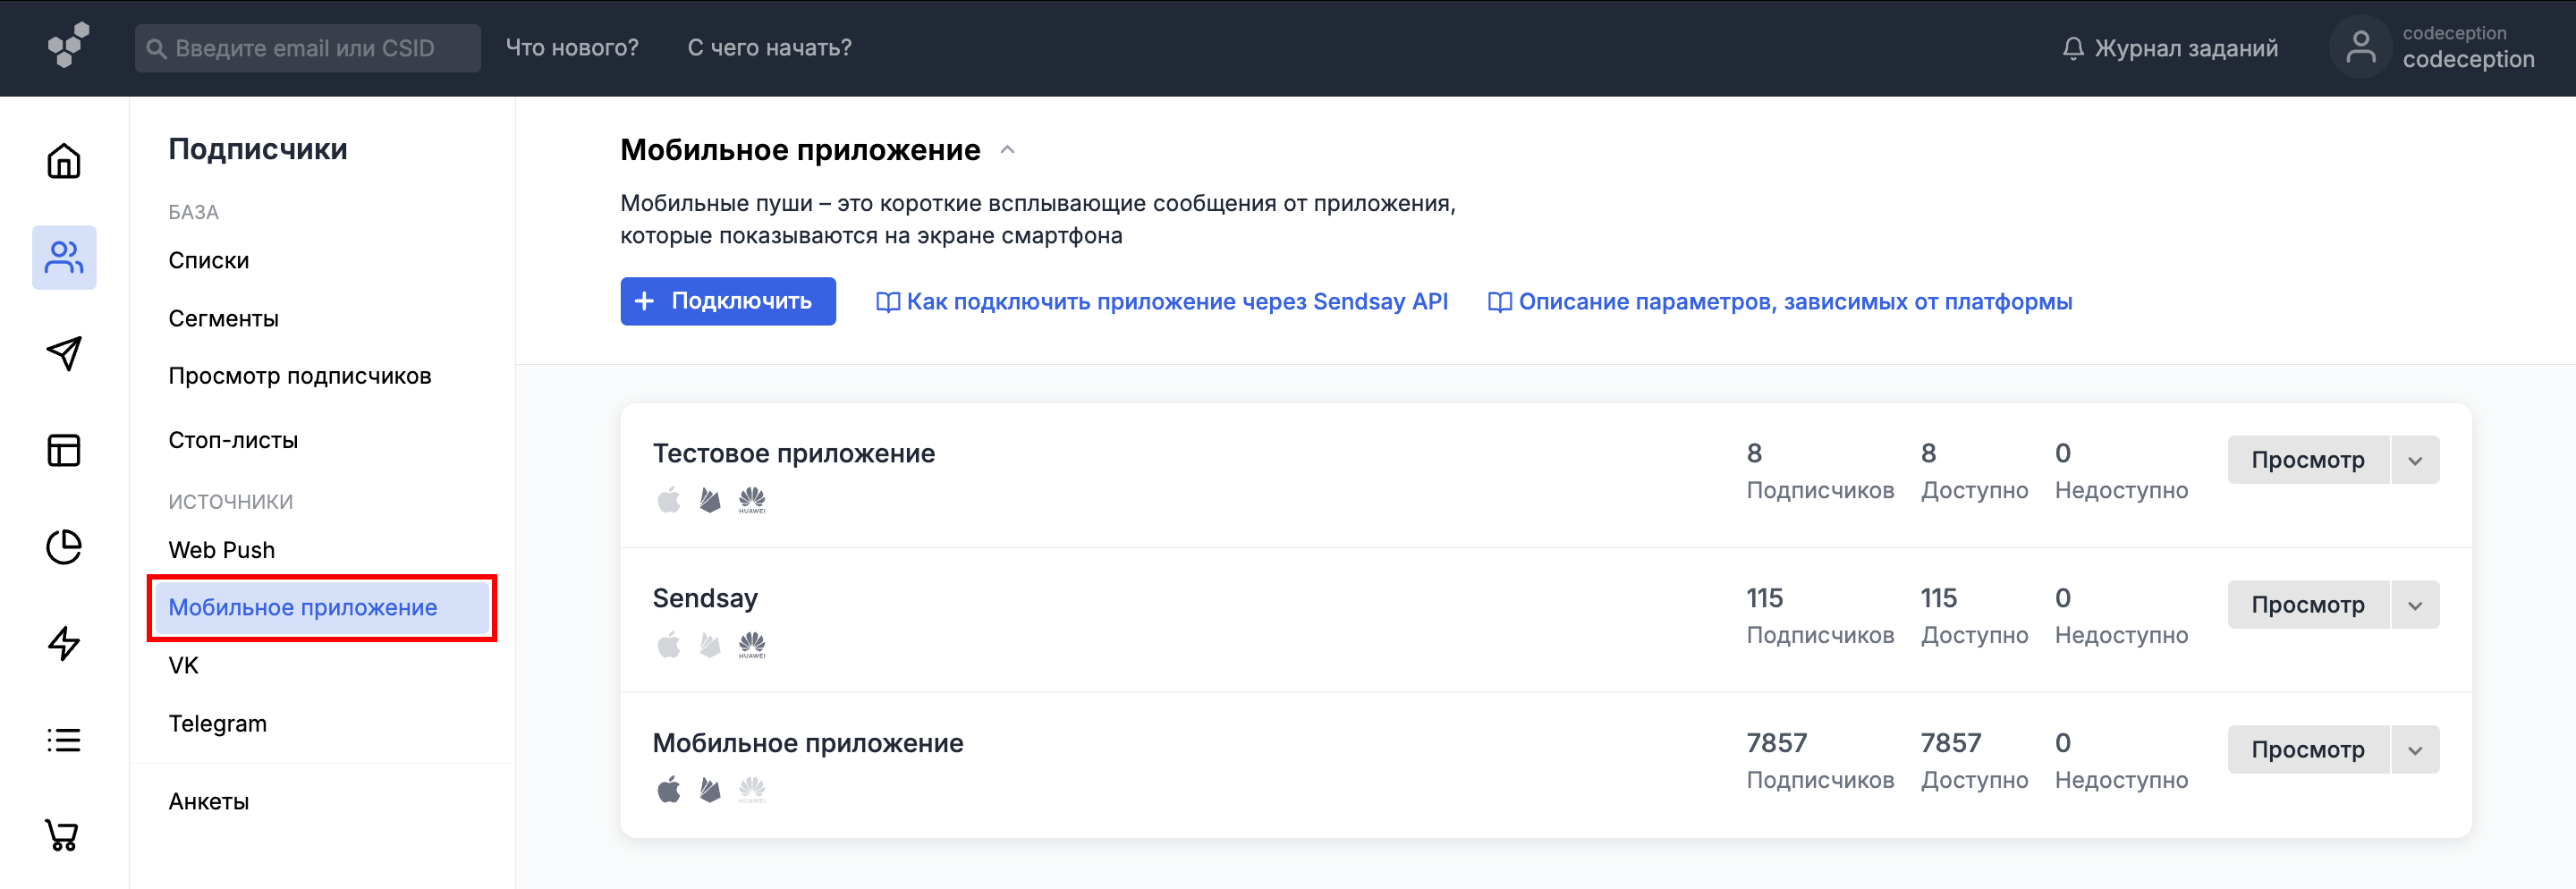 Введите email или CSID
Что нового?
С чего начать?
Журнал заданий
codeception
codeception
Подписчики
БАЗА
Списки
Сегменты
Просмотр подписчиков
Стоп-листы
ИСТОЧНИКИ
Web Push
Мобильное приложение
VK
Telegram
Анкеты
Мобильное приложение
Мобильные пуши – это короткие всплывающие сообщения от приложения,
которые показываются на экране смартфона
Подключить
Как подключить приложение через Sendsay API
Описание параметров, зависимых от платформы
Тестовое приложение
HUAWEI
8 8 0
Подписчиков Доступно Недоступно
Просмотр
Sendsay
HUAWEI
115 115 0
Подписчиков Доступно Недоступно
Просмотр
Мобильное приложение
HUAWEI
7857 7857 0
Подписчиков Доступно Недоступно
Просмотр